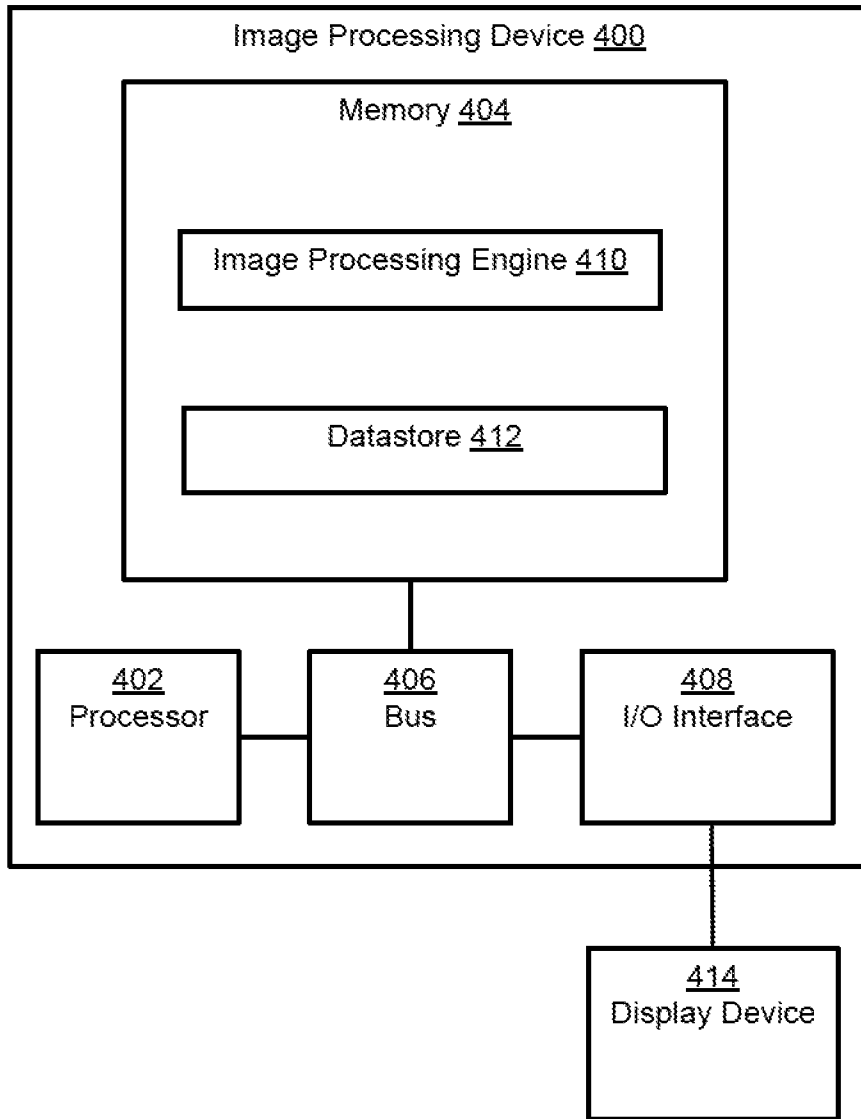 Image Processing Device 400
Memory 404
Image Processing Engine 410
Datastore 412
402
Processor
406
Bus
408
I/O Interface
414
Display Device